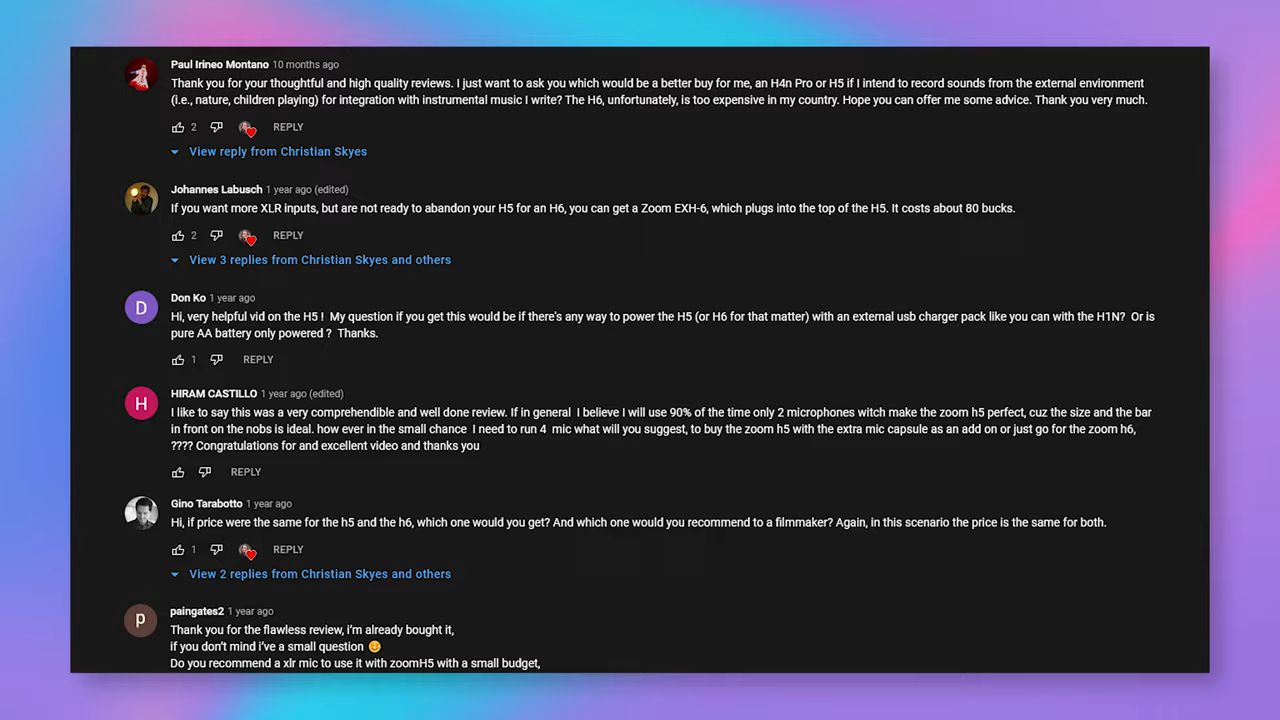 Paul Irineo Montano 10 months ago
Thank you for your thoughtful and high quality reviews. I just want to ask you which would be a better buy for me, an H4n Pro or H5 if I intend to record sounds from the external environment
(i.e., nature, children playing) for integration with instrumental music I write? The H6, unfortunately, is too expensive in my country. Hope you can offer me some advice. Thank you very much.
2 REPLY
View reply from Christian Skyes
Johannes Labusch 1 year ago (edited)
If you want more XLR inputs, but are not ready to abandon your H5 for an H6, you can get a Zoom EXH-6, which plugs into the top of the H5. It costs about 80 bucks.
2 REPLY
View 3 replies from Christian Skyes and others
D
Don Ko 1 year ago
Hi, very helpful vid on the H5 ! My question if you get this would be if there's any way to power the H5 (or H6 for that matter) with an external usb charger pack like you can with the H1N? Or is
pure AA battery only powered ? Thanks.
1 REPLY
H
HIRAM CASTILLO 1 year ago (edited)
I like to say this was a very comprehendible and well done review. If in general I believe I will use 90% of the time only 2 microphones witch make the zoom h5 perfect, cuz the size and the bar
in front on the nobs is ideal. how ever in the small chance I need to run 4 mic what will you suggest, to buy the zoom h5 with the extra mic capsule as an add on or just go for the zoom h6,
???? Congratulations for and excellent video and thanks you
REPLY
Gino Tarabotto 1 year ago
Hi, if price were the same for the h5 and the h6, which one would you get? And which one would you recommend to a filmmaker? Again, in this scenario the price is the same for both.
1 REPLY
View 2 replies from Christian Skyes and others
p
paingates2 1 year ago
Thank you for the flawless review, i'm already bought it,
if you don't mind i've a small question 😊
Do you recommend a xlr mic to use it with zoomH5 with a small budget,